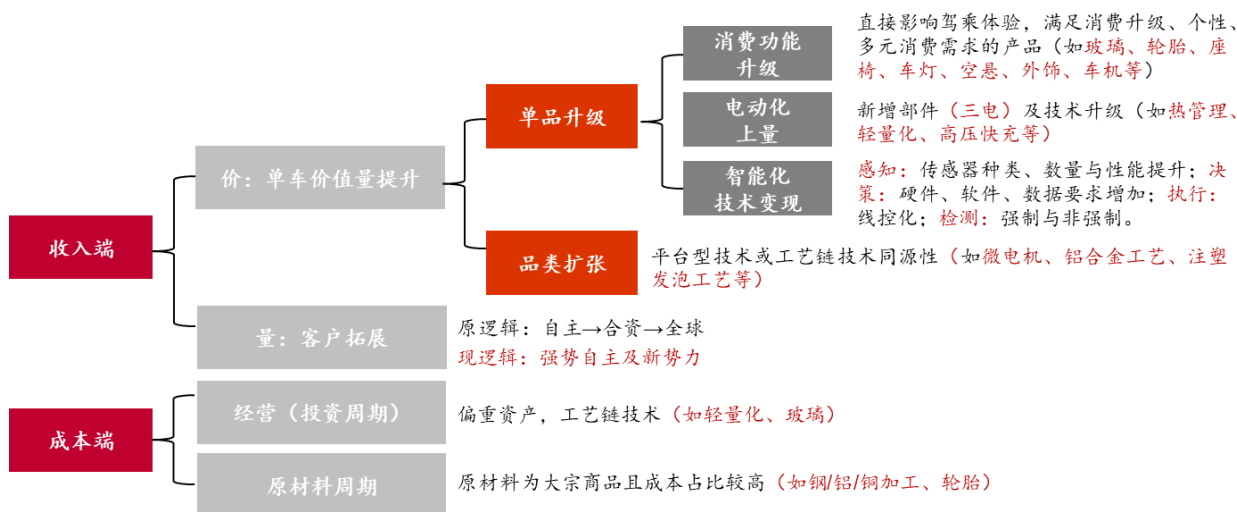 收入端
价：单车价值量提升
单品升级
消费功能
升级
直接影响驾乘体验，满足消费升级、个性、
多元消费需求的产品（如玻璃、轮胎、座
椅、车灯、空悬、外饰、车机等）
电动化
上量
新增部件（三电）及技术升级（如热管理、
轻量化、高压快充等）
智能化
技术变现
感知：传感器种类、数量与性能提升；决
策：硬件、软件、数据要求增加；执行：
线控化；检测：强制与非强制。
品类扩张
平台型技术或工艺链技术同源性（如微电机、铝合金工艺、注塑
发泡工艺等）
量：客户拓展
原逻辑：自主→合资→全球
现逻辑：强势自主及新势力
成本端
经营（投资周期）
偏重资产，工艺链技术（如轻量化、玻璃）
原材料周期
原材料为大宗商品且成本占比较高（如钢/铝/铜加工、轮胎）